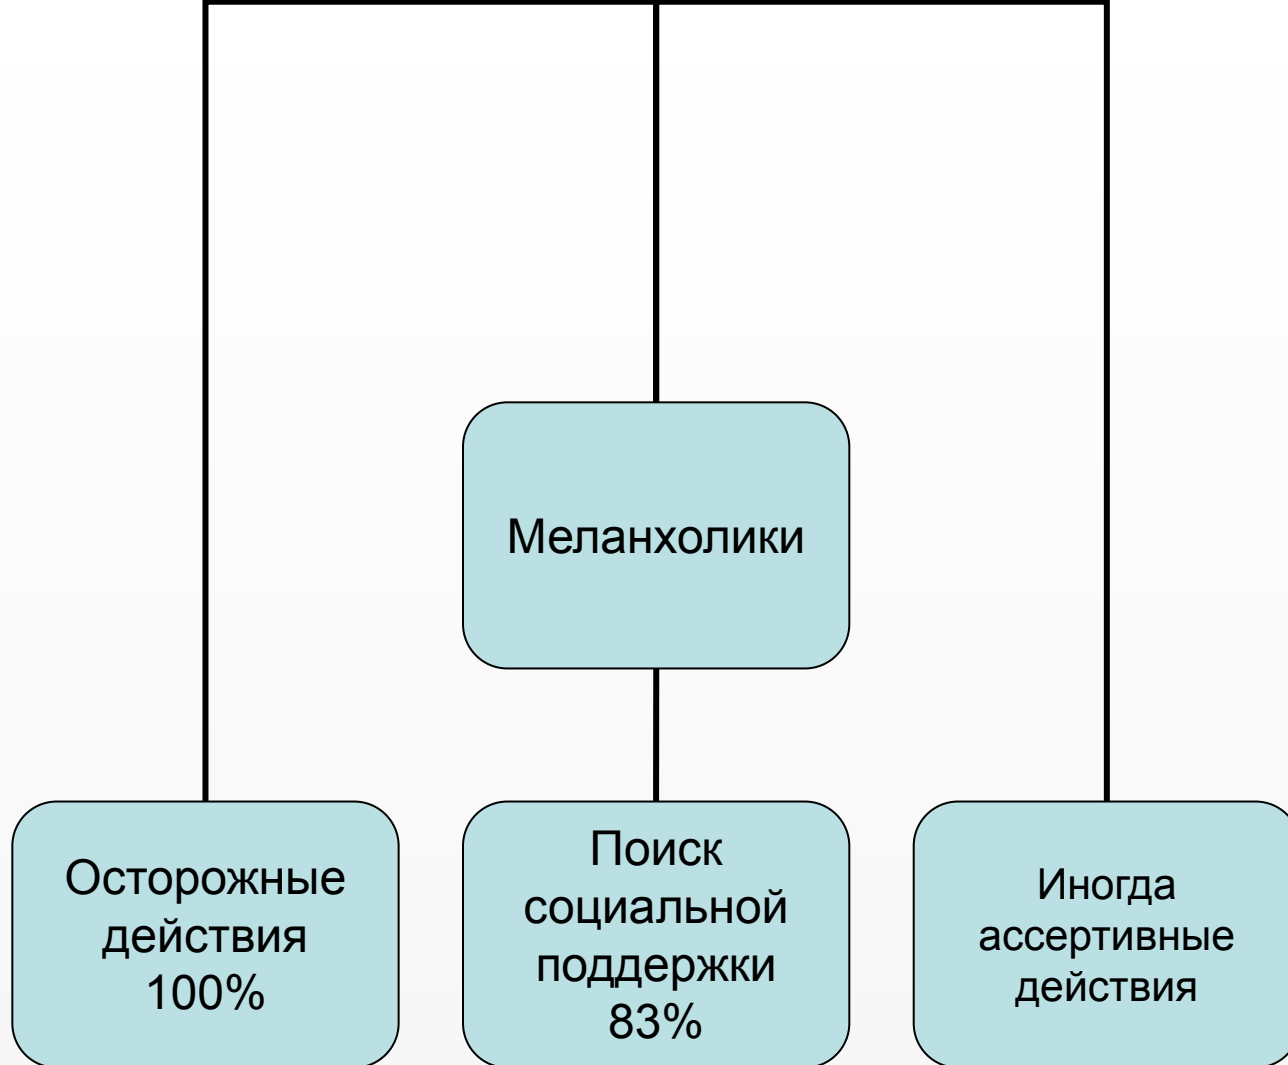 Меланхолики
Осторожные
действия
100%
Поиск
социальной
поддержки
83%
Иногда
ассертивные
действия